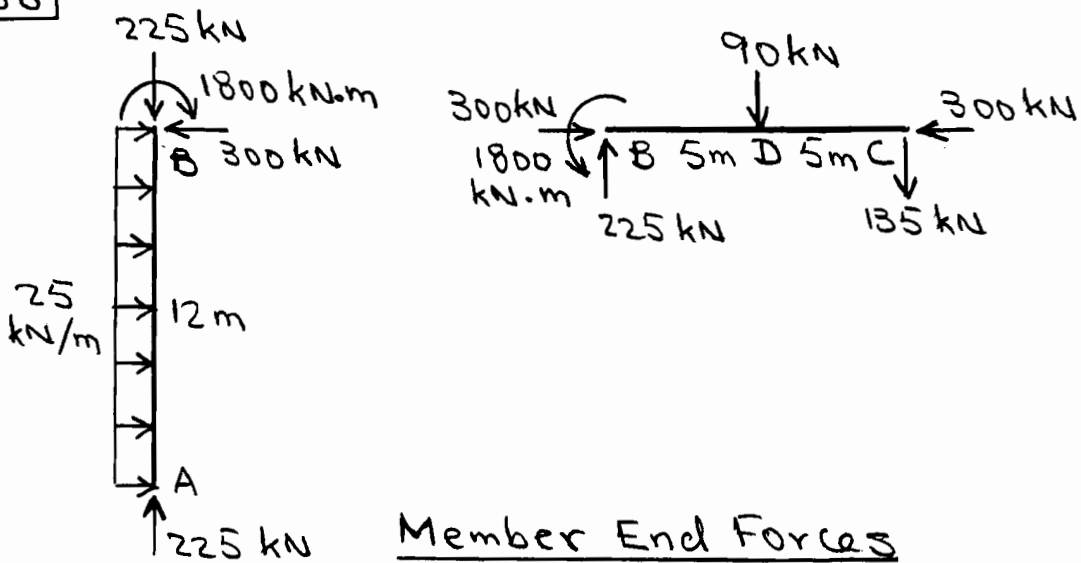 225 kN
1800 kN.m
B
300 kN
25
kN/m
12 m
A
225 kN
90 kN
300 kN
300 kN
1800
kN.m
B 5m D 5m C
225 kN
135 kN
Member End Forces